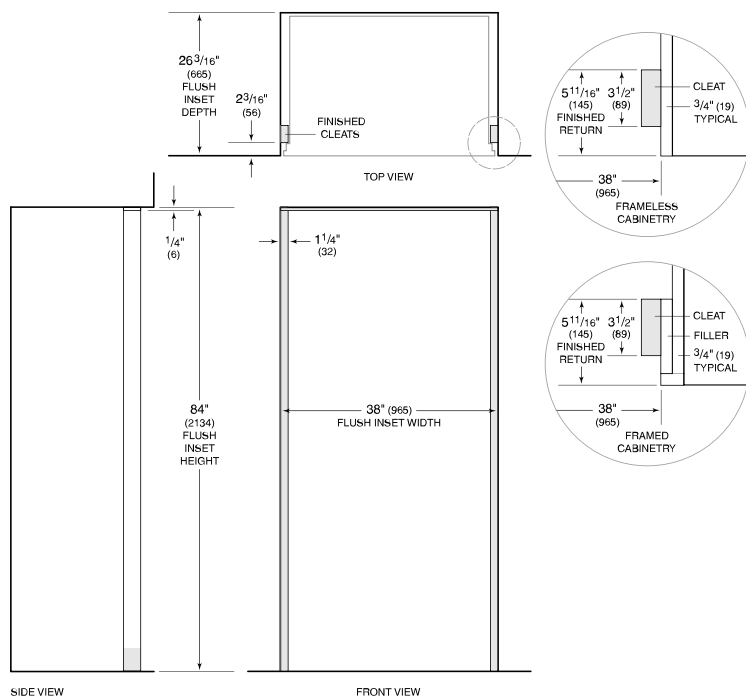 26 3/16"
(665)
FLUSH
INSET
DEPTH
2 3/16"
(56)
FINISHED
CLEATS
TOP VIEW
5 11/16"
(145)
FINISHED
RETURN
3 1/2"
(89)
CLEAT
3/4" (19)
TYPICAL
38"
(965)
FRAMELESS
CABINETRY
1/4"
(6)
1 1/4"
(32)
5 11/16"
(145)
FINISHED
RETURN
3 1/2"
(89)
CLEAT
FILLER
3/4" (19)
TYPICAL
38"
(965)
FRAMED
CABINETRY
84"
(2134)
FLUSH
INSET
HEIGHT
38" (965)
FLUSH INSET WIDTH
SIDE VIEW
FRONT VIEW